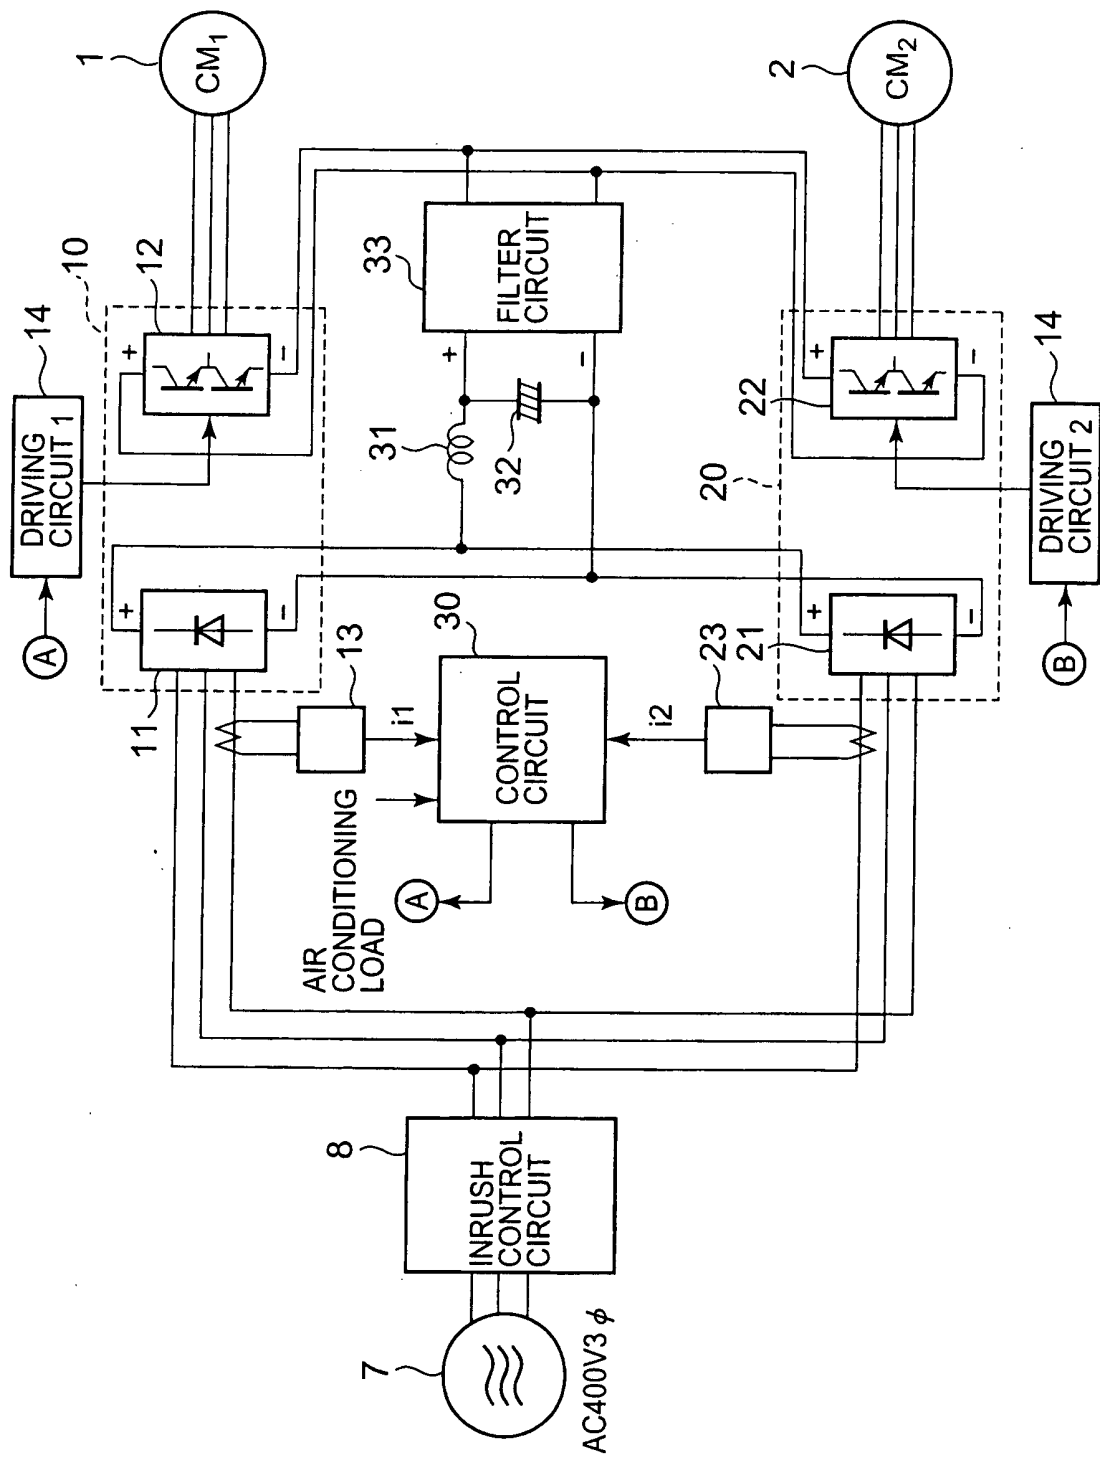 1
CM1
2
CM2
10
12
14
DRIVING
CIRCUIT 1
A
+
−
33
FILTER
CIRCUIT
+
−
31
32
22
+
−
14
DRIVING
CIRCUIT 2
B
20
11
+
−
13
i1
30
CONTROL
CIRCUIT
i2
23
21
+
−
AIR
CONDITIONING
LOAD
A
B
8
INRUSH
CONTROL
CIRCUIT
7
AC400V3 ϕ